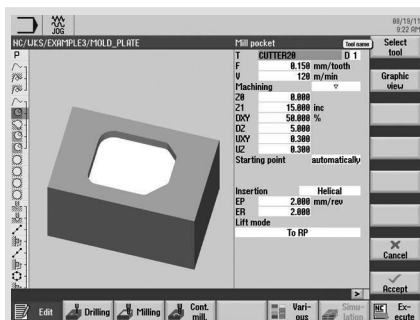 JOG
08/19/11
9:22 AM
NC/WKS/EXAMPLE3/MOLD_PLATE
Mill pocket
Tool name
Select
tool
P
T CUTTER20 D 1
F 0.150 mm/tooth
V 120 m/min
Machining ▽
Z0 0.000
Z1 15.000 inc
DXY 50.000 %
DZ 5.000
UXY 0.300
UZ 0.300
Starting point automatically
Insertion Helical
EP 2.000 mm/rev
ER 2.000
Lift mode
To RP
Graphic
view
Cancel
Accept
Edit
Drilling
Milling
Cont.
mill.
Vari-
ous
Simu-
lation
NC
Ex-
ecute